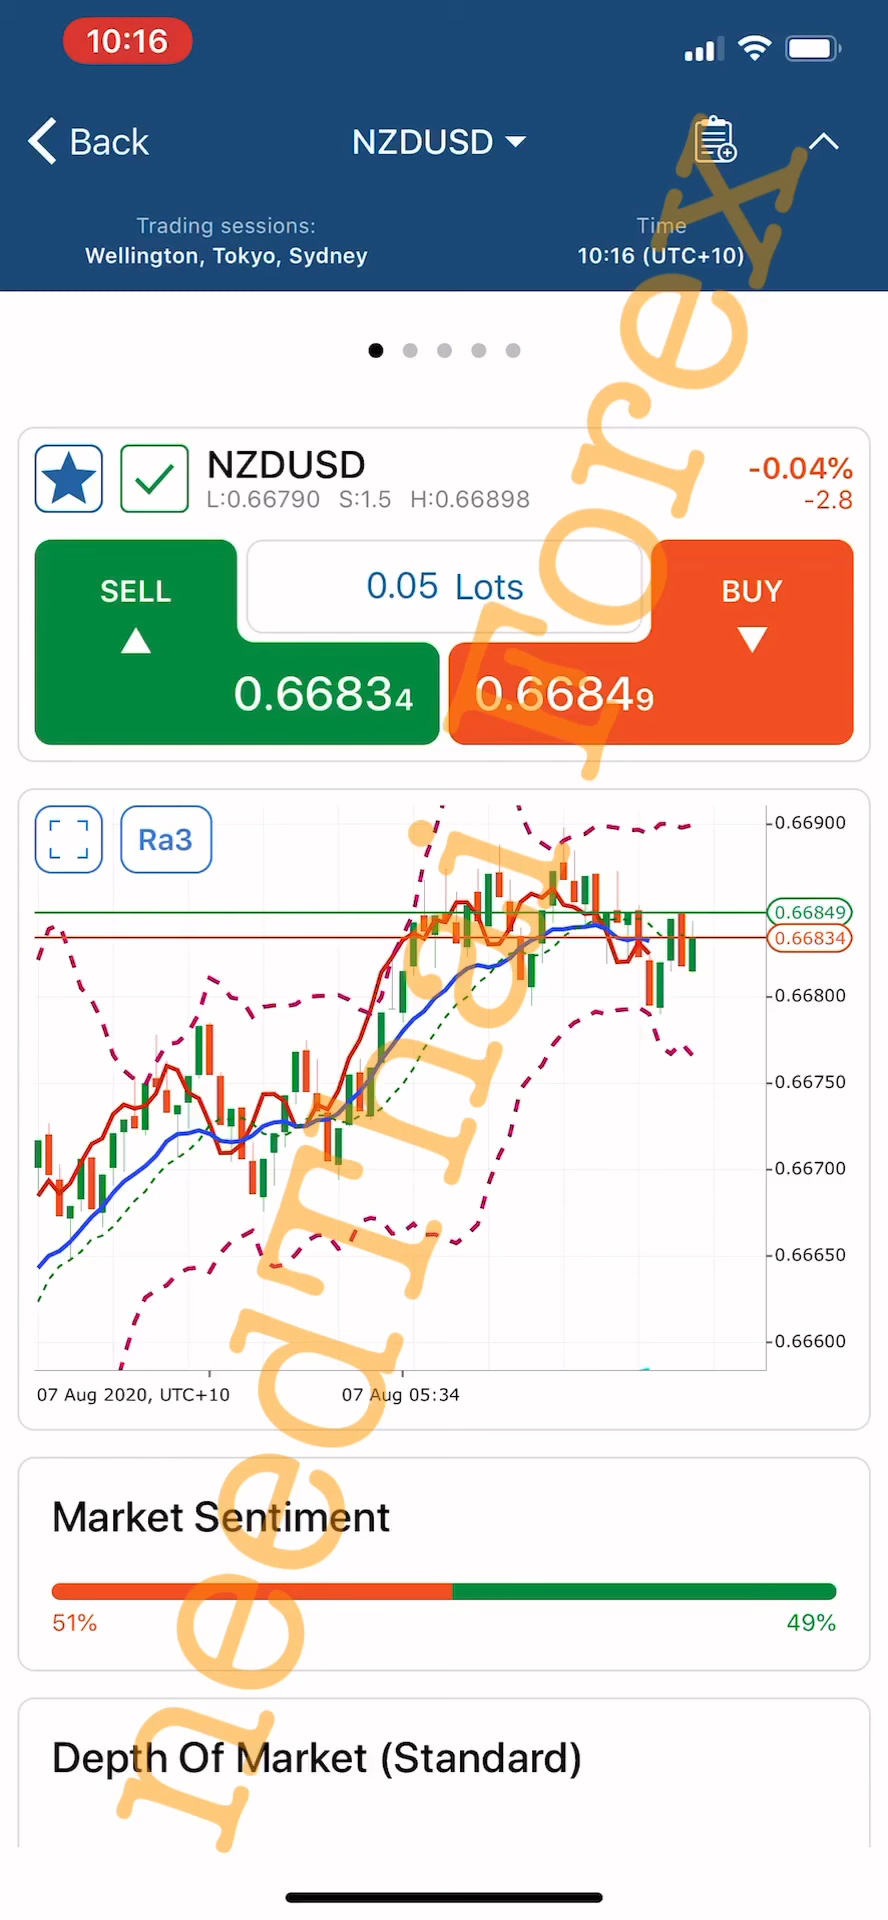 10:16
Back
NZDUSD
Trading sessions:
Time
Wellington, Tokyo, Sydney
10:16 (UTC+10)
NZDUSD
-0.04%
L:0.66790 S:1.5 H:0.66898
-2.8
SELL
0.05 Lots
BUY
0.66834
0.66849
Ra3
0.66900
0.66849
0.66834
0.66800
0.66750
0.66700
0.66650
0.66600
07 Aug 2020, UTC+10
07 Aug 05:34
Market Sentiment
51%
49%
Depth Of Market (Standard)
needThai ForeX